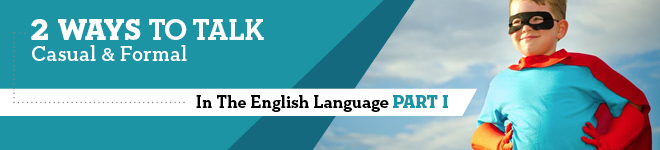 2 WAYS TO TALK
Casual & Formal
In The English Language PART I